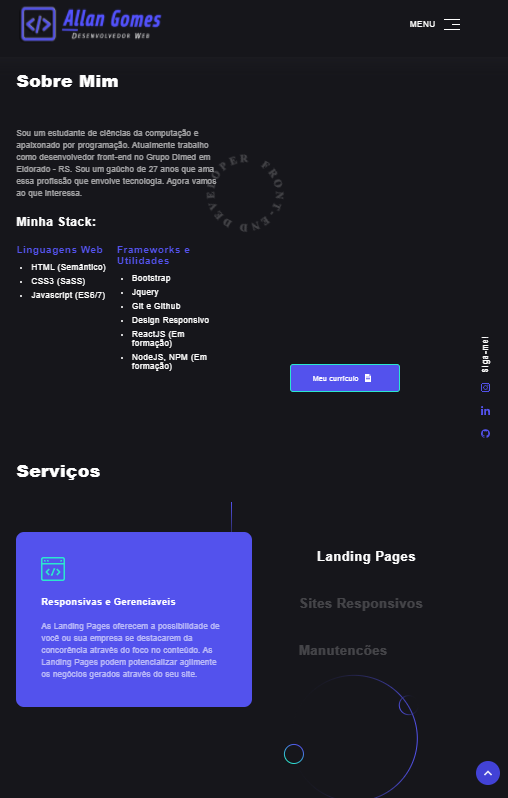 Allan Gomes
Desenvolvedor Web
MENU
Sobre Mim
Sou um estudante de ciências da computação e
apaixonado por programação. Atualmente trabalho
como desenvolvedor front-end no Grupo Dimed em
Eldorado - RS. Sou um gaúcho de 27 anos que ama
essa profissão que envolve tecnologia. Agora vamos
ao que interessa.
FRONT-END DEVELOPER
Minha Stack:
Linguagens Web
HTML (Semântico)
CSS3 (SaSS)
Javascript (ES6/7)
Frameworks e
Utilidades
Bootstrap
Jquery
Git e Github
Design Responsivo
ReactJS (Em
formação)
NodeJS, NPM (Em
formação)
Meu currículo
siga-me!
Serviços
Responsivas e Gerenciaveis
As Landing Pages oferecem a possibilidade de
você ou sua empresa se destacarem da
concorência através do foco no conteúdo. As
Landing Pages podem potencializar agilmente
os negócios gerados através do seu site.
Landing Pages
Sites Responsivos
Manutencões